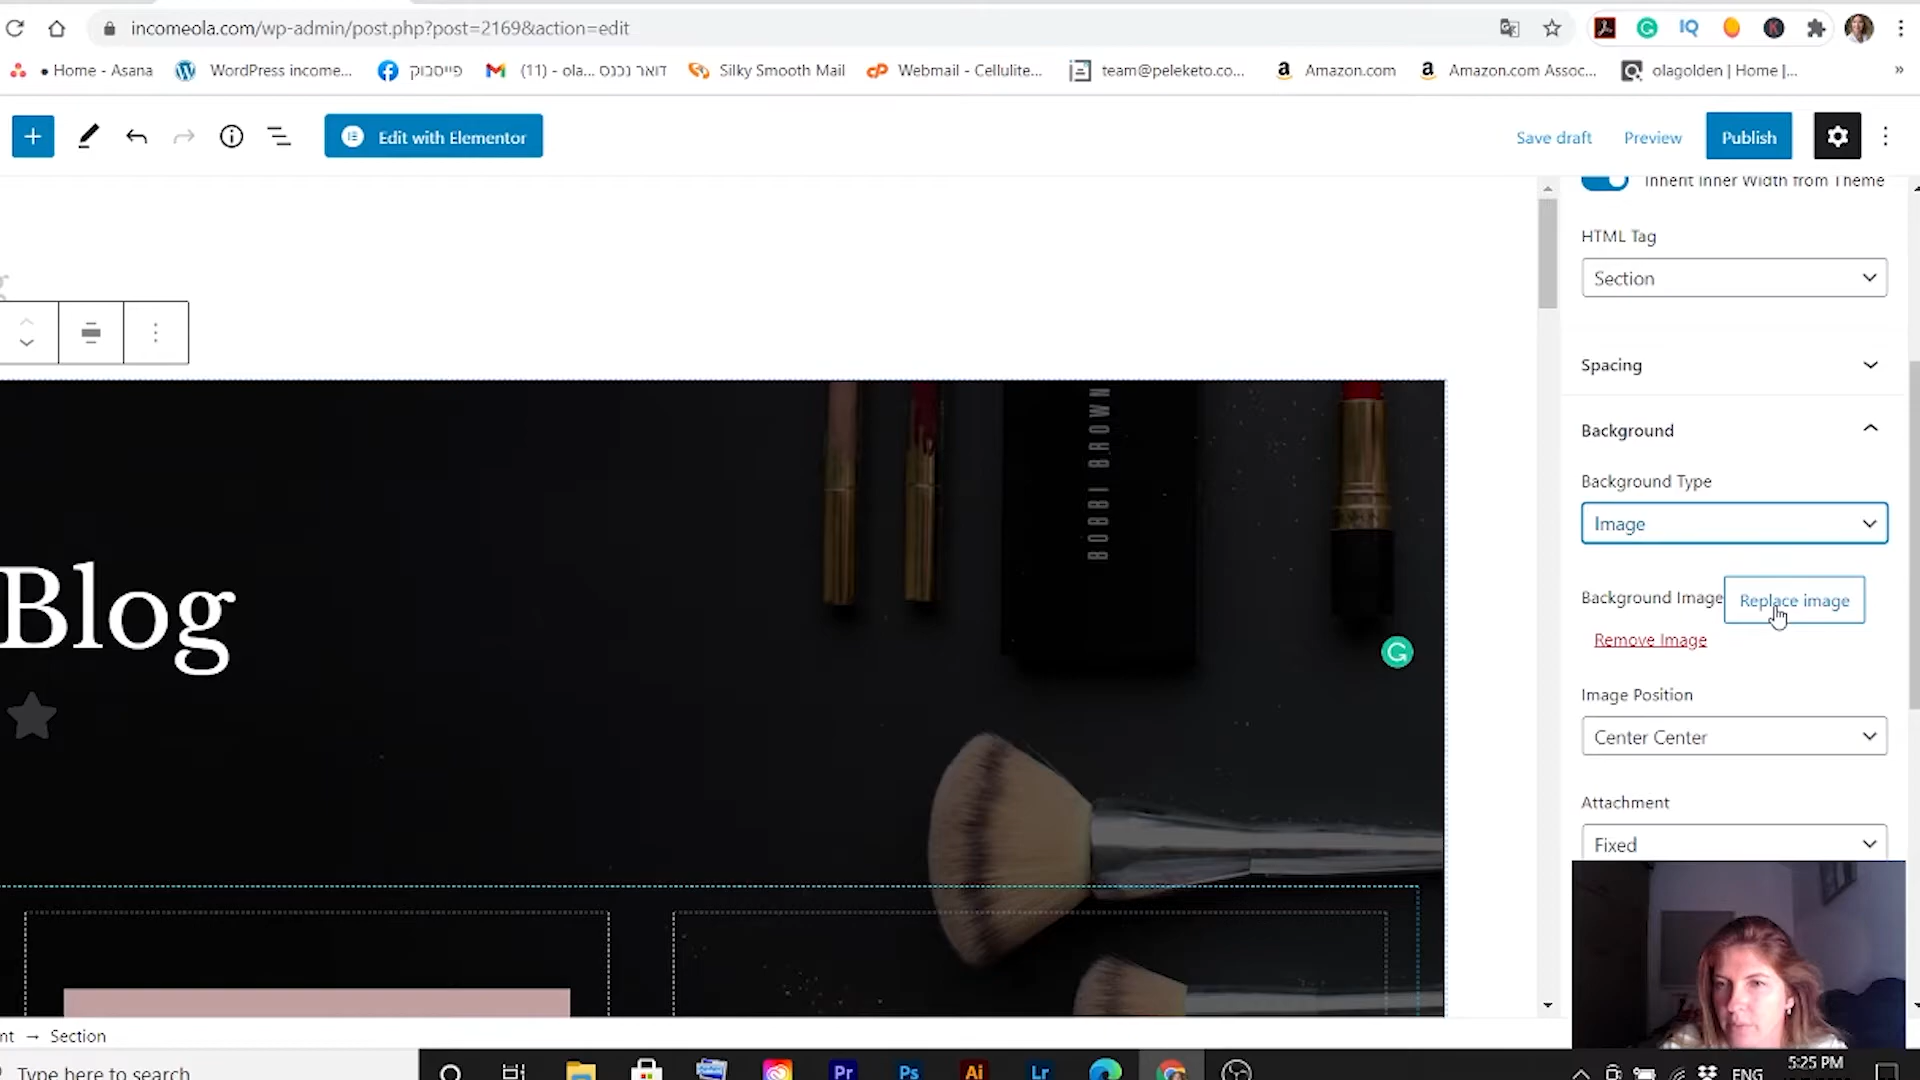 incomeola.com/wp-admin/post.php?post=2169&action=edit
Home - Asana
WordPress income...
פייסבוק
דואר נכנס (11) - ola...
Silky Smooth Mail
Webmail - Cellulite...
team@peleketo.co...
Amazon.com
Amazon.com Assoc...
olagolden | Home |...
»
Edit with Elementor
Save draft
Preview
Publish
Inherit Inner Width from Theme
HTML Tag
Section
Spacing
Background
Background Type
Image
Background Image
Replace image
Remove Image
Image Position
Center Center
Attachment
Fixed
BOBBI BROWN
Blog
nt → Section
Type here to search
Pr
Ps
Ai
Lr
ENG
5:25 PM